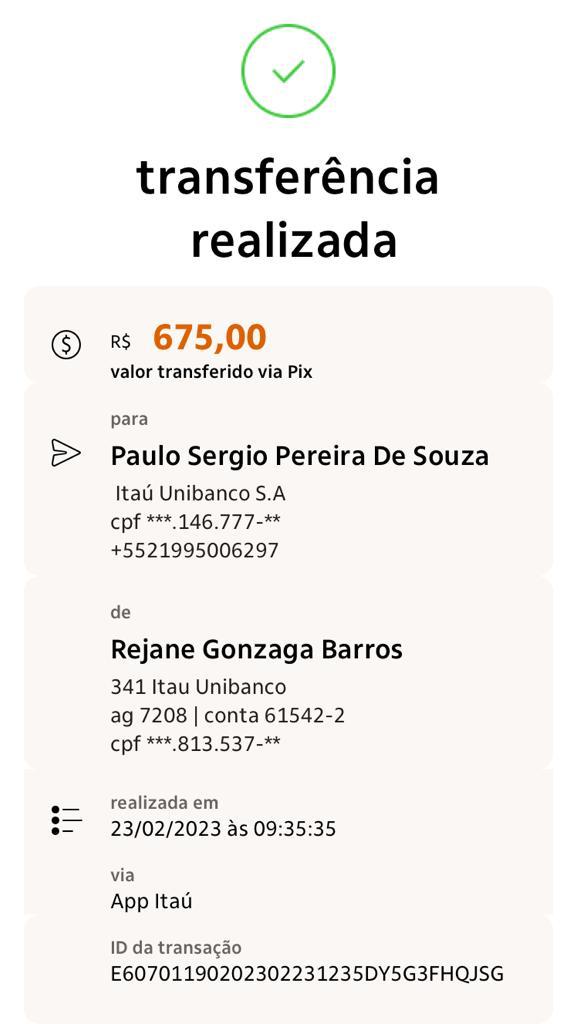 transferência
realizada
R$ 675,00
valor transferido via Pix
para
Paulo Sergio Pereira De Souza
Itaú Unibanco S.A
cpf ***.146.777-**
+5521995006297
de
Rejane Gonzaga Barros
341 Itau Unibanco
ag 7208 | conta 61542-2
cpf ***.813.537-**
realizada em
23/02/2023 às 09:35:35
via
App Itaú
ID da transação
E60701190202302231235DY5G3FHQJSG